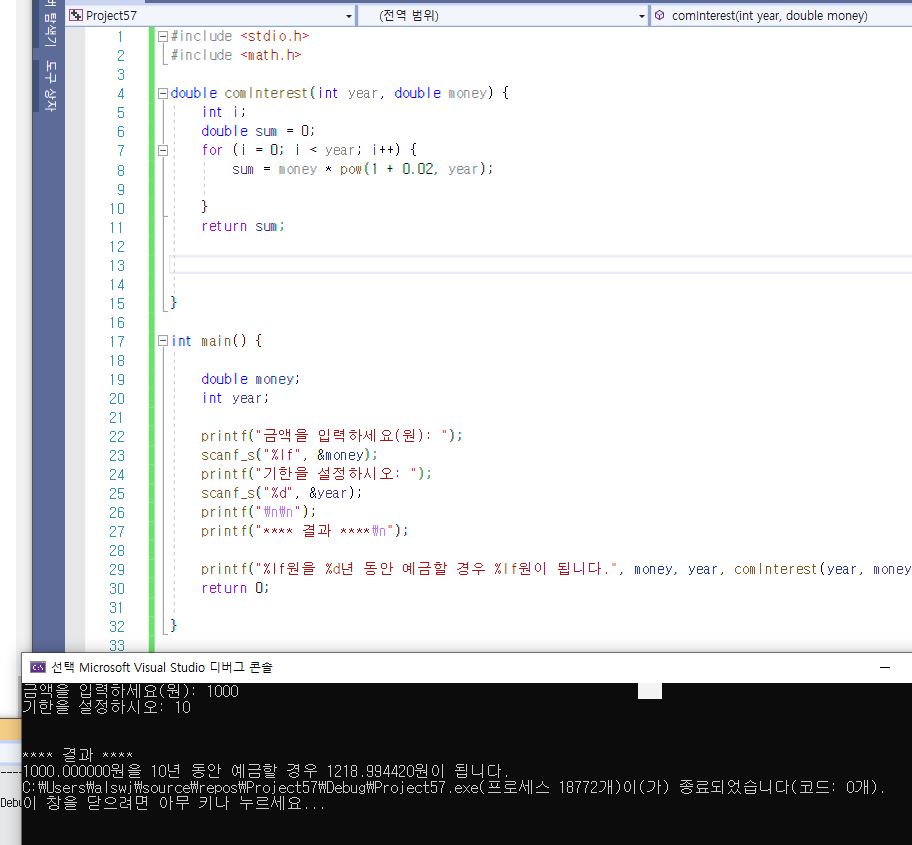 버 탐색기
도구 상자
Project57
(전역 범위)
comInterest(int year, double money)
1 #include <stdio.h>
2 #include <math.h>
3
4 double comInterest(int year, double money) {
5 int i;
6 double sum = 0;
7 for (i = 0; i < year; i++) {
8 sum = money * pow(1 + 0.02, year);
9
10 }
11 return sum;
12
13
14
15 }
16
17 int main() {
18
19 double money;
20 int year;
21
22 printf("금액을 입력하세요(원): ");
23 scanf_s("%lf", &money);
24 printf("기한을 설정하시오: ");
25 scanf_s("%d", &year);
26 printf("₩n₩n");
27 printf("**** 결과 ****₩n");
28
29 printf("%lf원을 %d년 동안 예금할 경우 %lf원이 됩니다.", money, year, comInterest(year, money
30 return 0;
31
32 }
33
선택 Microsoft Visual Studio 디버그 콘솔
금액을 입력하세요(원): 1000
기한을 설정하시오: 10
**** 결과 ****
1000.000000원을 10년 동안 예금할 경우 1218.994420원이 됩니다.
C:₩Users₩alswj₩source₩repos₩Project57₩Debug₩Project57.exe(프로세스 18772개)이(가) 종료되었습니다(코드: 0개).
이 창을 닫으려면 아무 키나 누르세요...
Debu